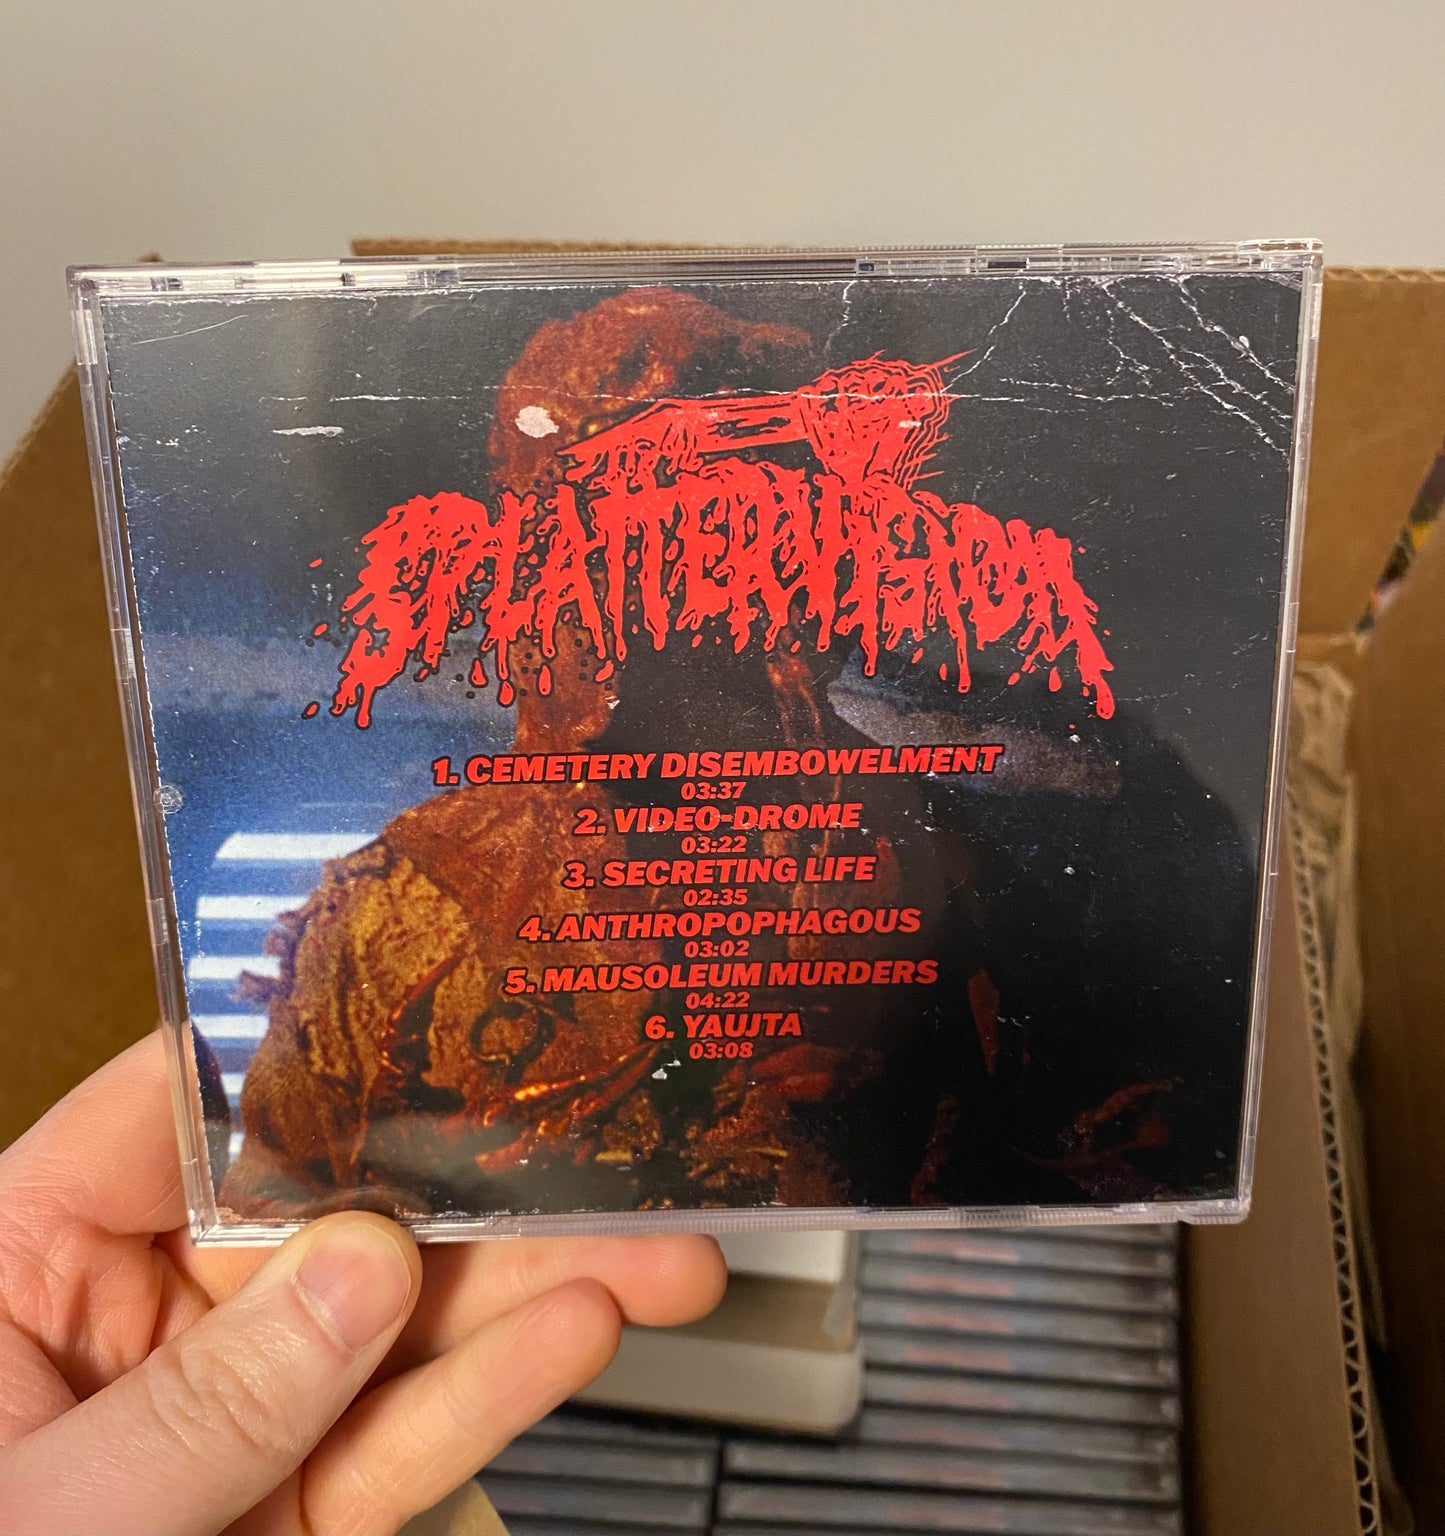 SPLATTERVISION
1. CEMETERY DISEMBOWELMENT
03:37
2. VIDEO-DROME
03:22
3. SECRETING LIFE
02:35
4. ANTHROPOPHAGOUS
03:02
5. MAUSOLEUM MURDERS
04:22
6. YAUJTA
03:08